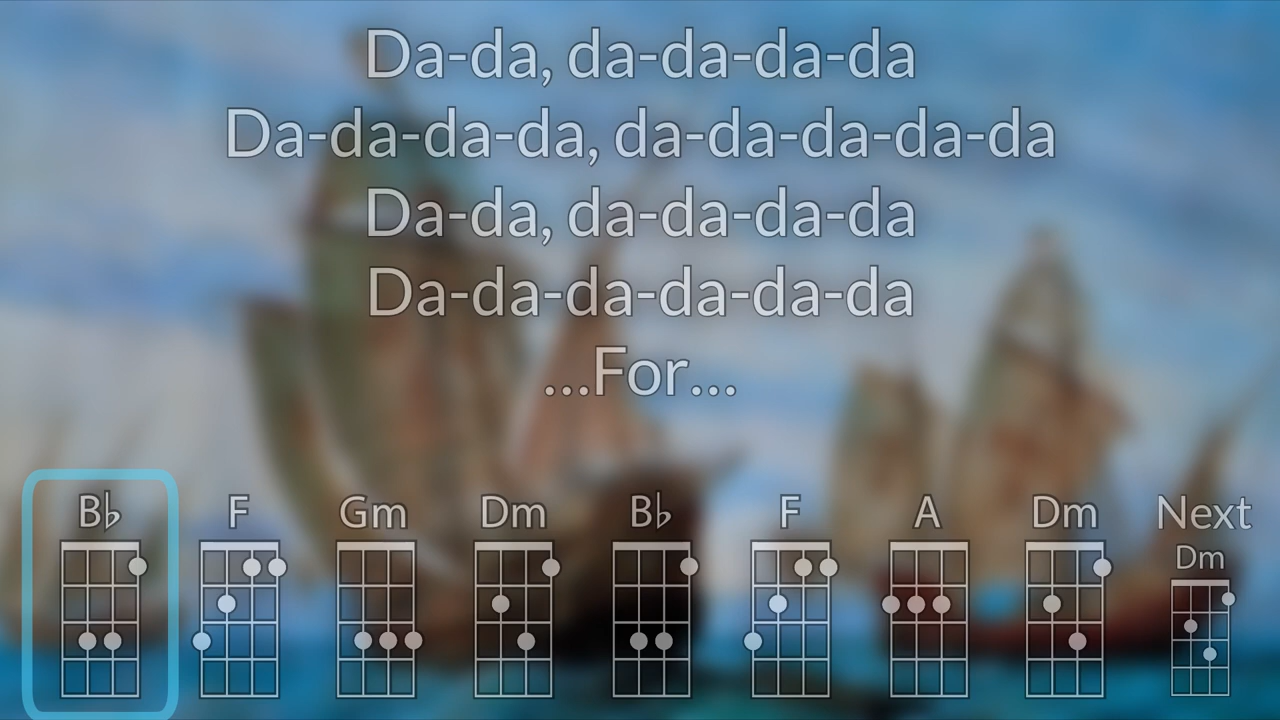 Da-da, da-da-da-da
Da-da-da-da, da-da-da-da-da
Da-da, da-da-da-da
Da-da-da-da-da-da
...For...
B♭ F Gm Dm B♭ F A Dm Next
Dm